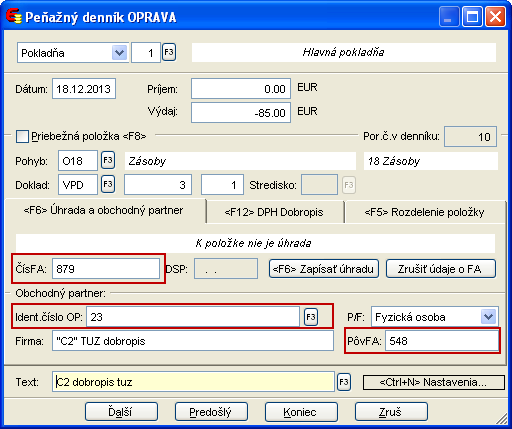 Peňažný denník OPRAVA
Pokladňa 1 F3 Hlavná pokladňa
Dátum: 18.12.2013 Príjem: 0.00 EUR
Výdaj: -85.00 EUR
Priebežná položka <F8> Por.č.v denníku: 10
Pohyb: O18 F3 Zásoby 18 Zásoby
Doklad: VPD F3 3 1 Stredisko: F3
<F6> Úhrada a obchodný partner <F12> DPH Dobropis <F5> Rozdelenie položky
K položke nie je úhrada
ČísFA: 879 DSP: . . <F6> Zapísať úhradu Zrušiť údaje o FA
Obchodný partner:
Ident.číslo OP: 23 F3 P/F: Fyzická osoba
Firma: "C2" TUZ dobropis PôvFA: 548
Text: C2 dobropis tuz F3 <Ctrl+N> Nastavenia...
Ďalší Predošlý Koniec Zruš